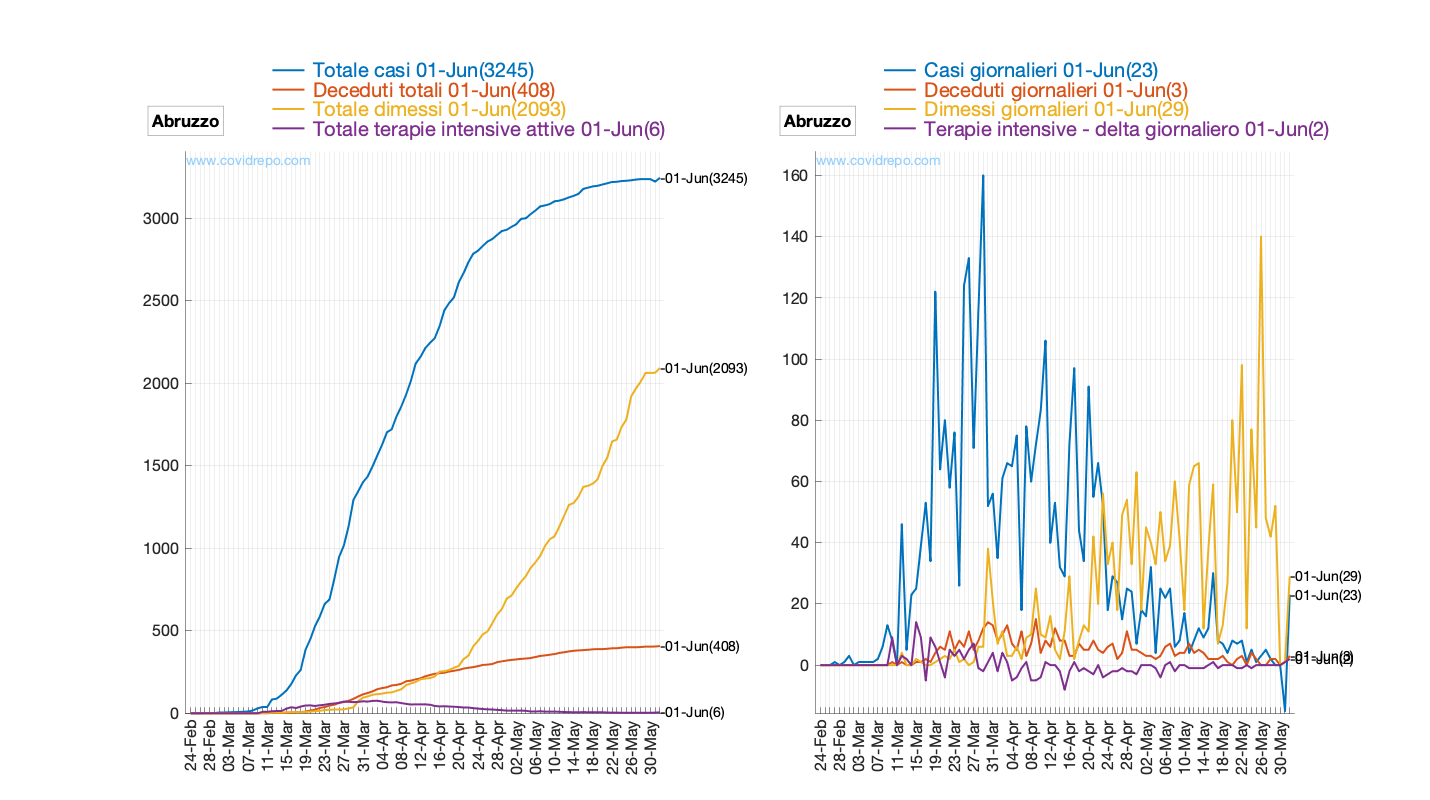 Totale casi 01-Jun(3245)
Deceduti totali 01-Jun(408)
Totale dimessi 01-Jun(2093)
Totale terapie intensive attive 01-Jun(6)
Abruzzo
www.covidrepo.com
01-Jun(3245)
01-Jun(2093)
01-Jun(408)
01-Jun(6)
3000
2500
2000
1500
1000
500
0
24-Feb
28-Feb
03-Mar
07-Mar
11-Mar
15-Mar
19-Mar
23-Mar
27-Mar
31-Mar
04-Apr
08-Apr
12-Apr
16-Apr
20-Apr
24-Apr
28-Apr
02-May
06-May
10-May
14-May
18-May
22-May
26-May
30-May
Casi giornalieri 01-Jun(23)
Deceduti giornalieri 01-Jun(3)
Dimessi giornalieri 01-Jun(29)
Terapie intensive - delta giornaliero 01-Jun(2)
Abruzzo
www.covidrepo.com
160
140
120
100
80
60
40
20
0
01-Jun(29)
01-Jun(23)
01-Jun(3)
01-Jun(2)
24-Feb
28-Feb
03-Mar
07-Mar
11-Mar
15-Mar
19-Mar
23-Mar
27-Mar
31-Mar
04-Apr
08-Apr
12-Apr
16-Apr
20-Apr
24-Apr
28-Apr
02-May
06-May
10-May
14-May
18-May
22-May
26-May
30-May